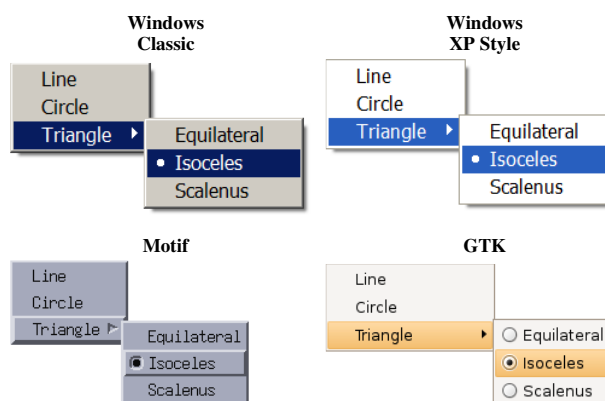 Windows
Classic
Line
Circle
Triangle
Equilateral
Isoceles
Scalenus
Windows
XP Style
Line
Circle
Triangle
Equilateral
Isoceles
Scalenus
Motif
Line
Circle
Triangle
Equilateral
Isoceles
Scalenus
GTK
Line
Circle
Triangle
Equilateral
Isoceles
Scalenus